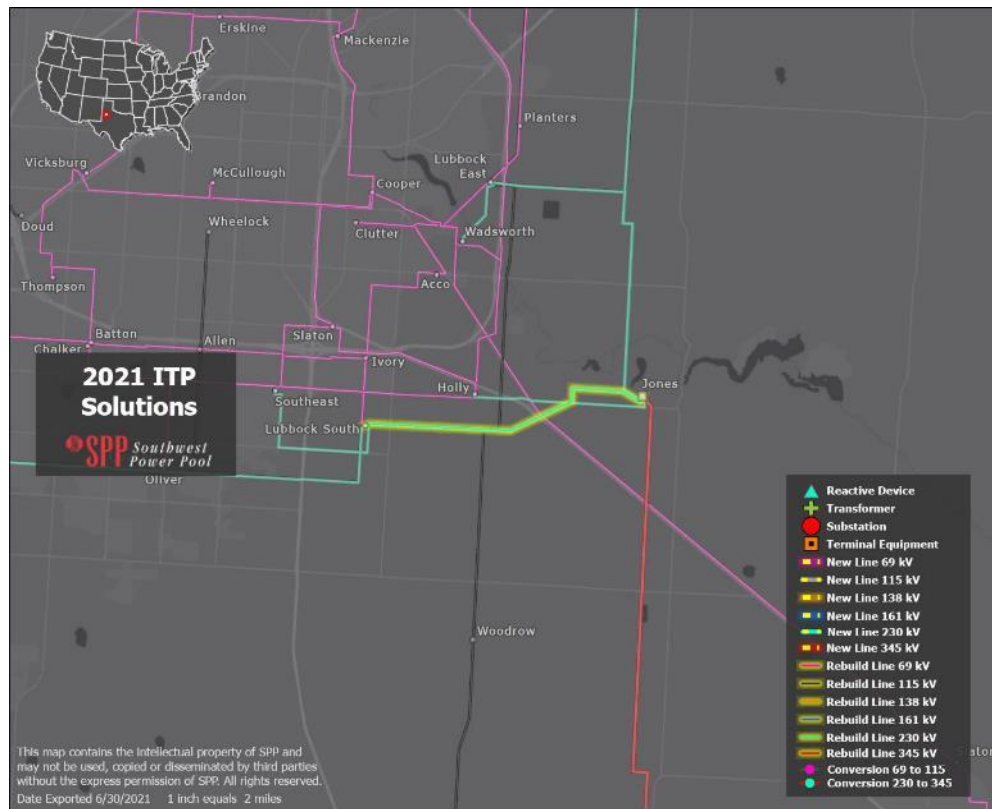 Erskine
Mackenzie
Brandon
Planters
Vicksburg
McCullough
Lubbock
East
Cooper
Doud
Wheelock
Clutter
Wadsworth
Thompson
Acco
Batton
Slaton
Chalker
Allen
Ivory
Jones
2021 ITP
Solutions
Southeast
Holly
Lubbock South
SPP Southwest
Power Pool
Oliver
Reactive Device
Transformer
Substation
Terminal Equipment
New Line 69 kV
New Line 115 kV
New Line 138 kV
New Line 161 kV
New Line 230 kV
New Line 345 kV
Rebuild Line 69 kV
Rebuild Line 115 kV
Rebuild Line 138 kV
Rebuild Line 161 kV
Rebuild Line 230 kV
Rebuild Line 345 kV
Conversion 69 to 115
Conversion 230 to 345
Woodrow
Slaton
This map contains the intellectual property of SPP and
may not be used, copied or disseminated by third parties
without the express permission of SPP. All rights reserved.
Date Exported 6/30/2021 1 inch equals 2 miles